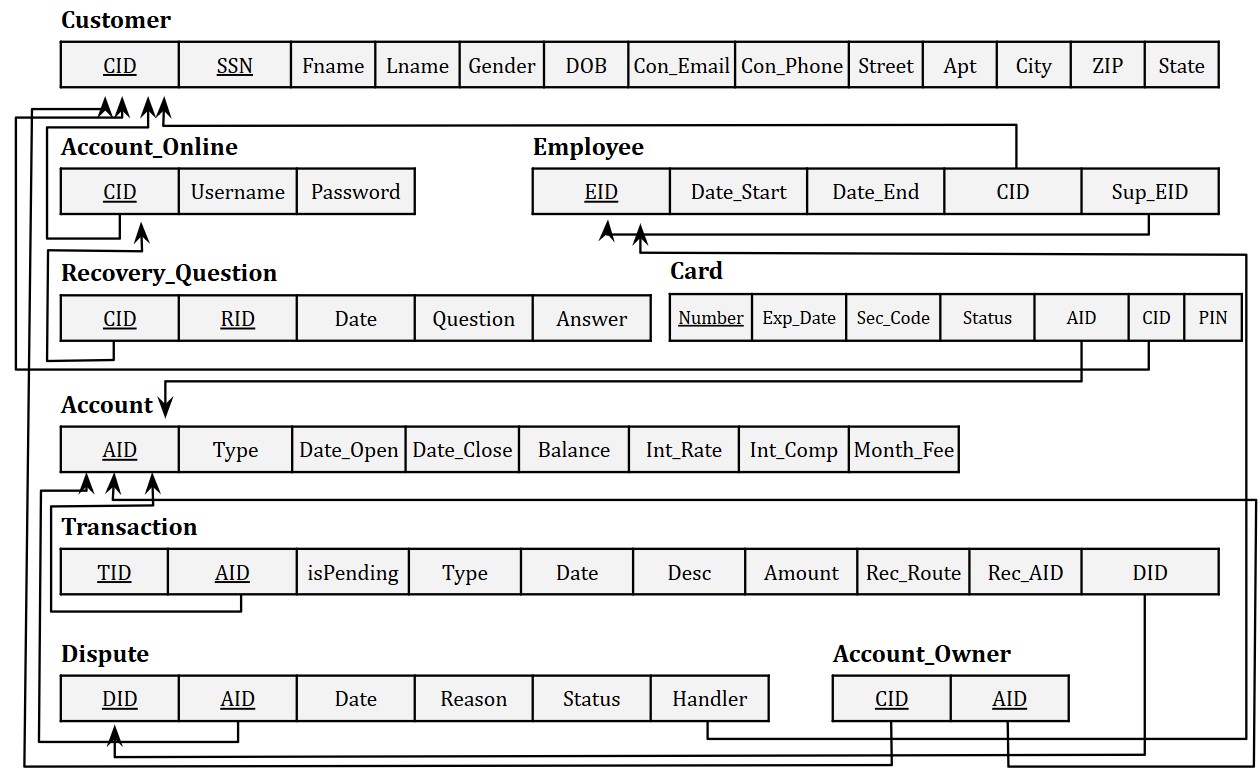 Customer
CID SSN Fname Lname Gender DOB Con_Email Con_Phone Street Apt City ZIP State
Account_Online
CID Username Password
Employee
EID Date_Start Date_End CID Sup_EID
Recovery_Question
CID RID Date Question Answer
Card
Number Exp_Date Sec_Code Status AID CID PIN
Account
AID Type Date_Open Date_Close Balance Int_Rate Int_Comp Month_Fee
Transaction
TID AID isPending Type Date Desc Amount Rec_Route Rec_AID DID
Dispute
DID AID Date Reason Status Handler
Account_Owner
CID AID